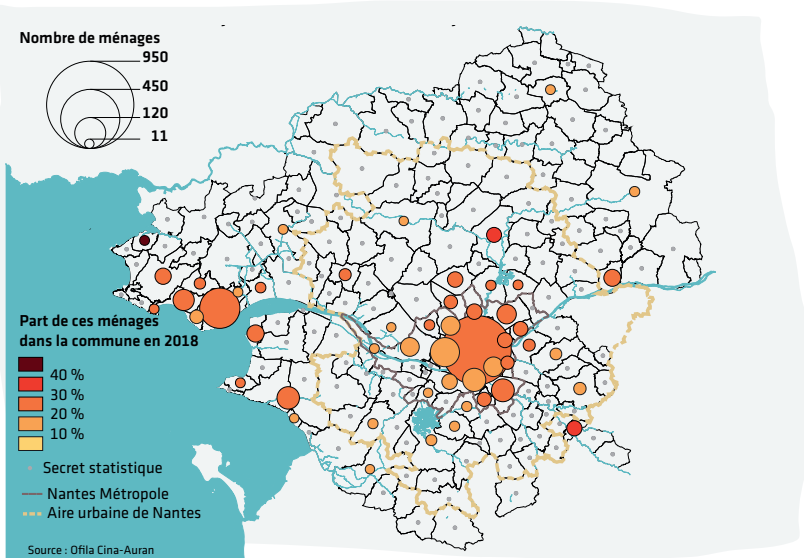 Nombre de ménages
950
450
120
11
Part de ces ménages
dans la commune en 2018
40 %
30 %
20 %
10 %
Secret statistique
Nantes Métropole
Aire urbaine de Nantes
Source : Ofila Cina-Auran